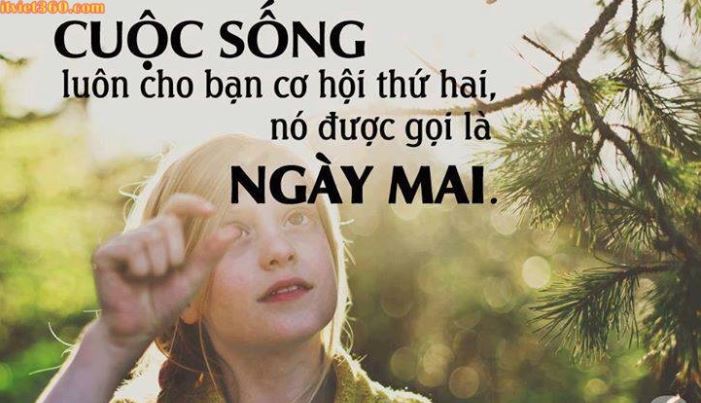 itviet360.com
CUỘC SỐNG
luôn cho bạn cơ hội thứ hai,
nó được gọi là
NGÀY MAI.